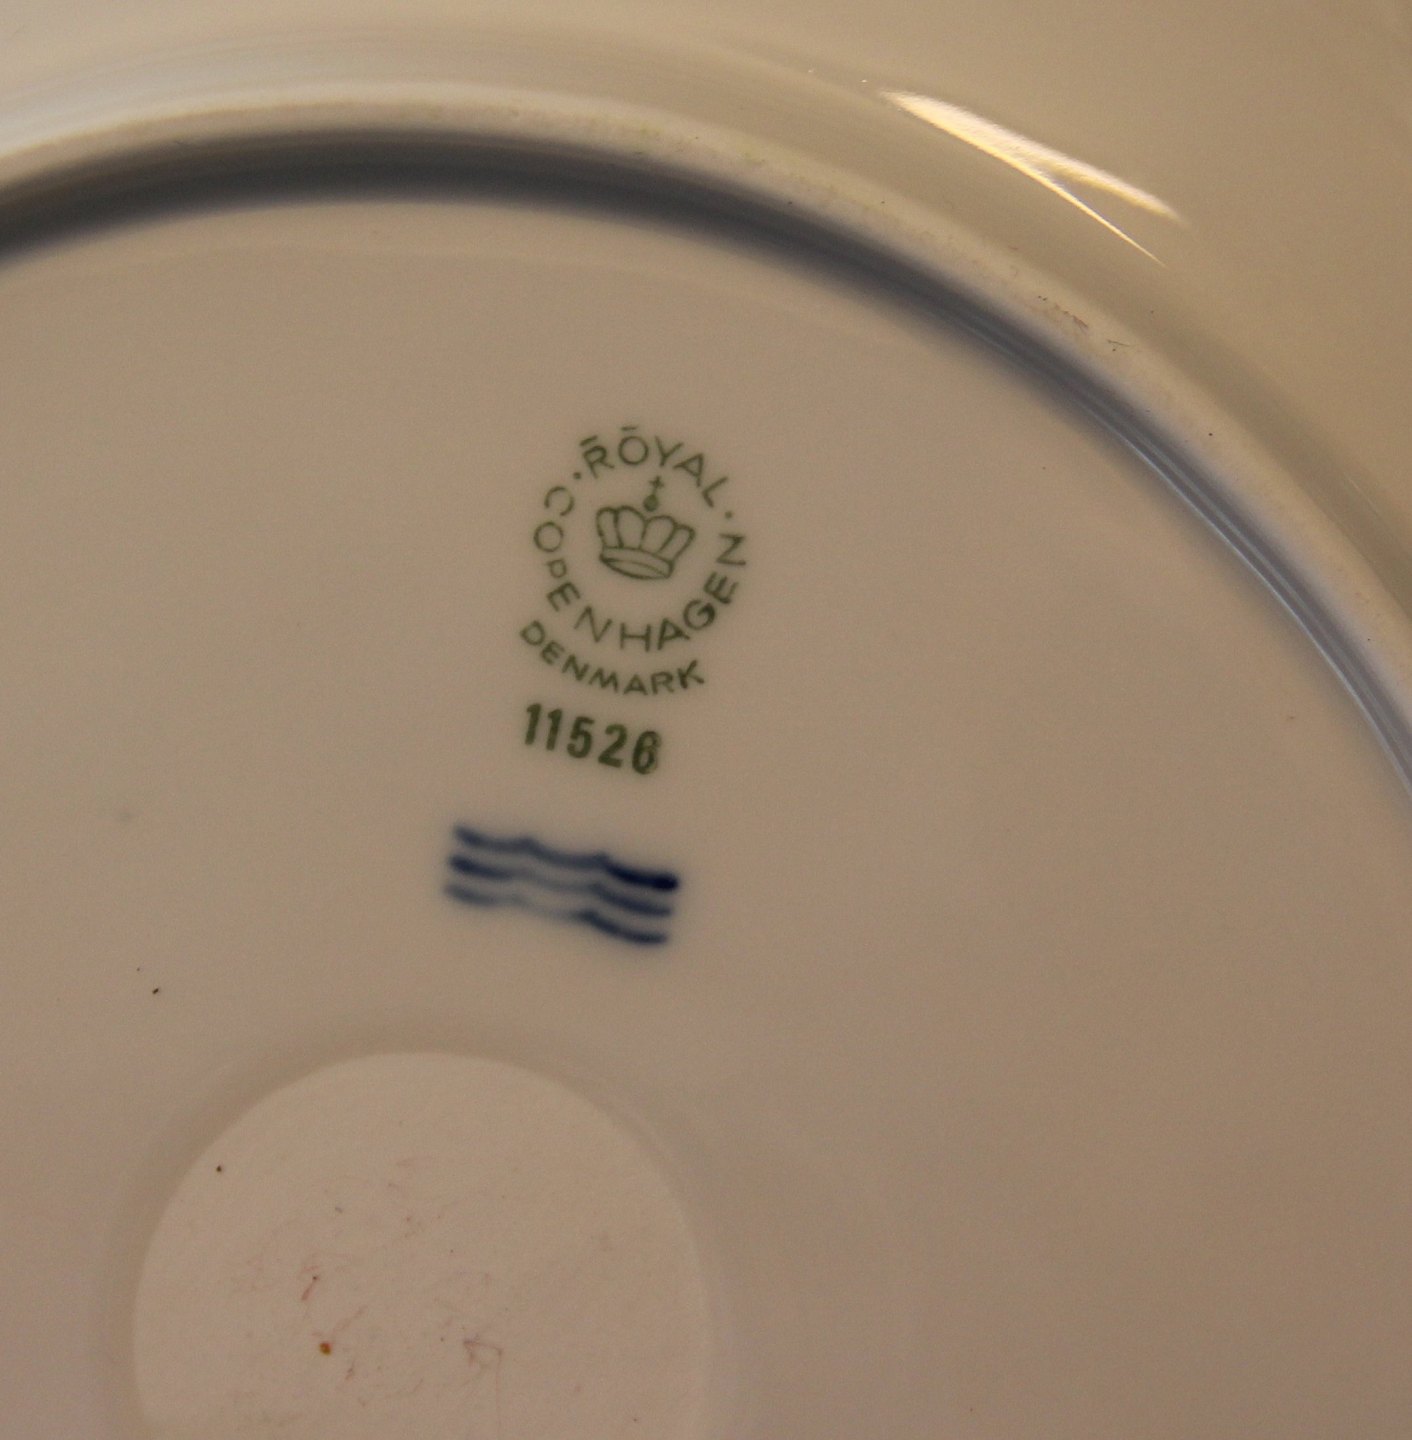 ROYAL · COPENHAGEN ·
DENMARK
11526